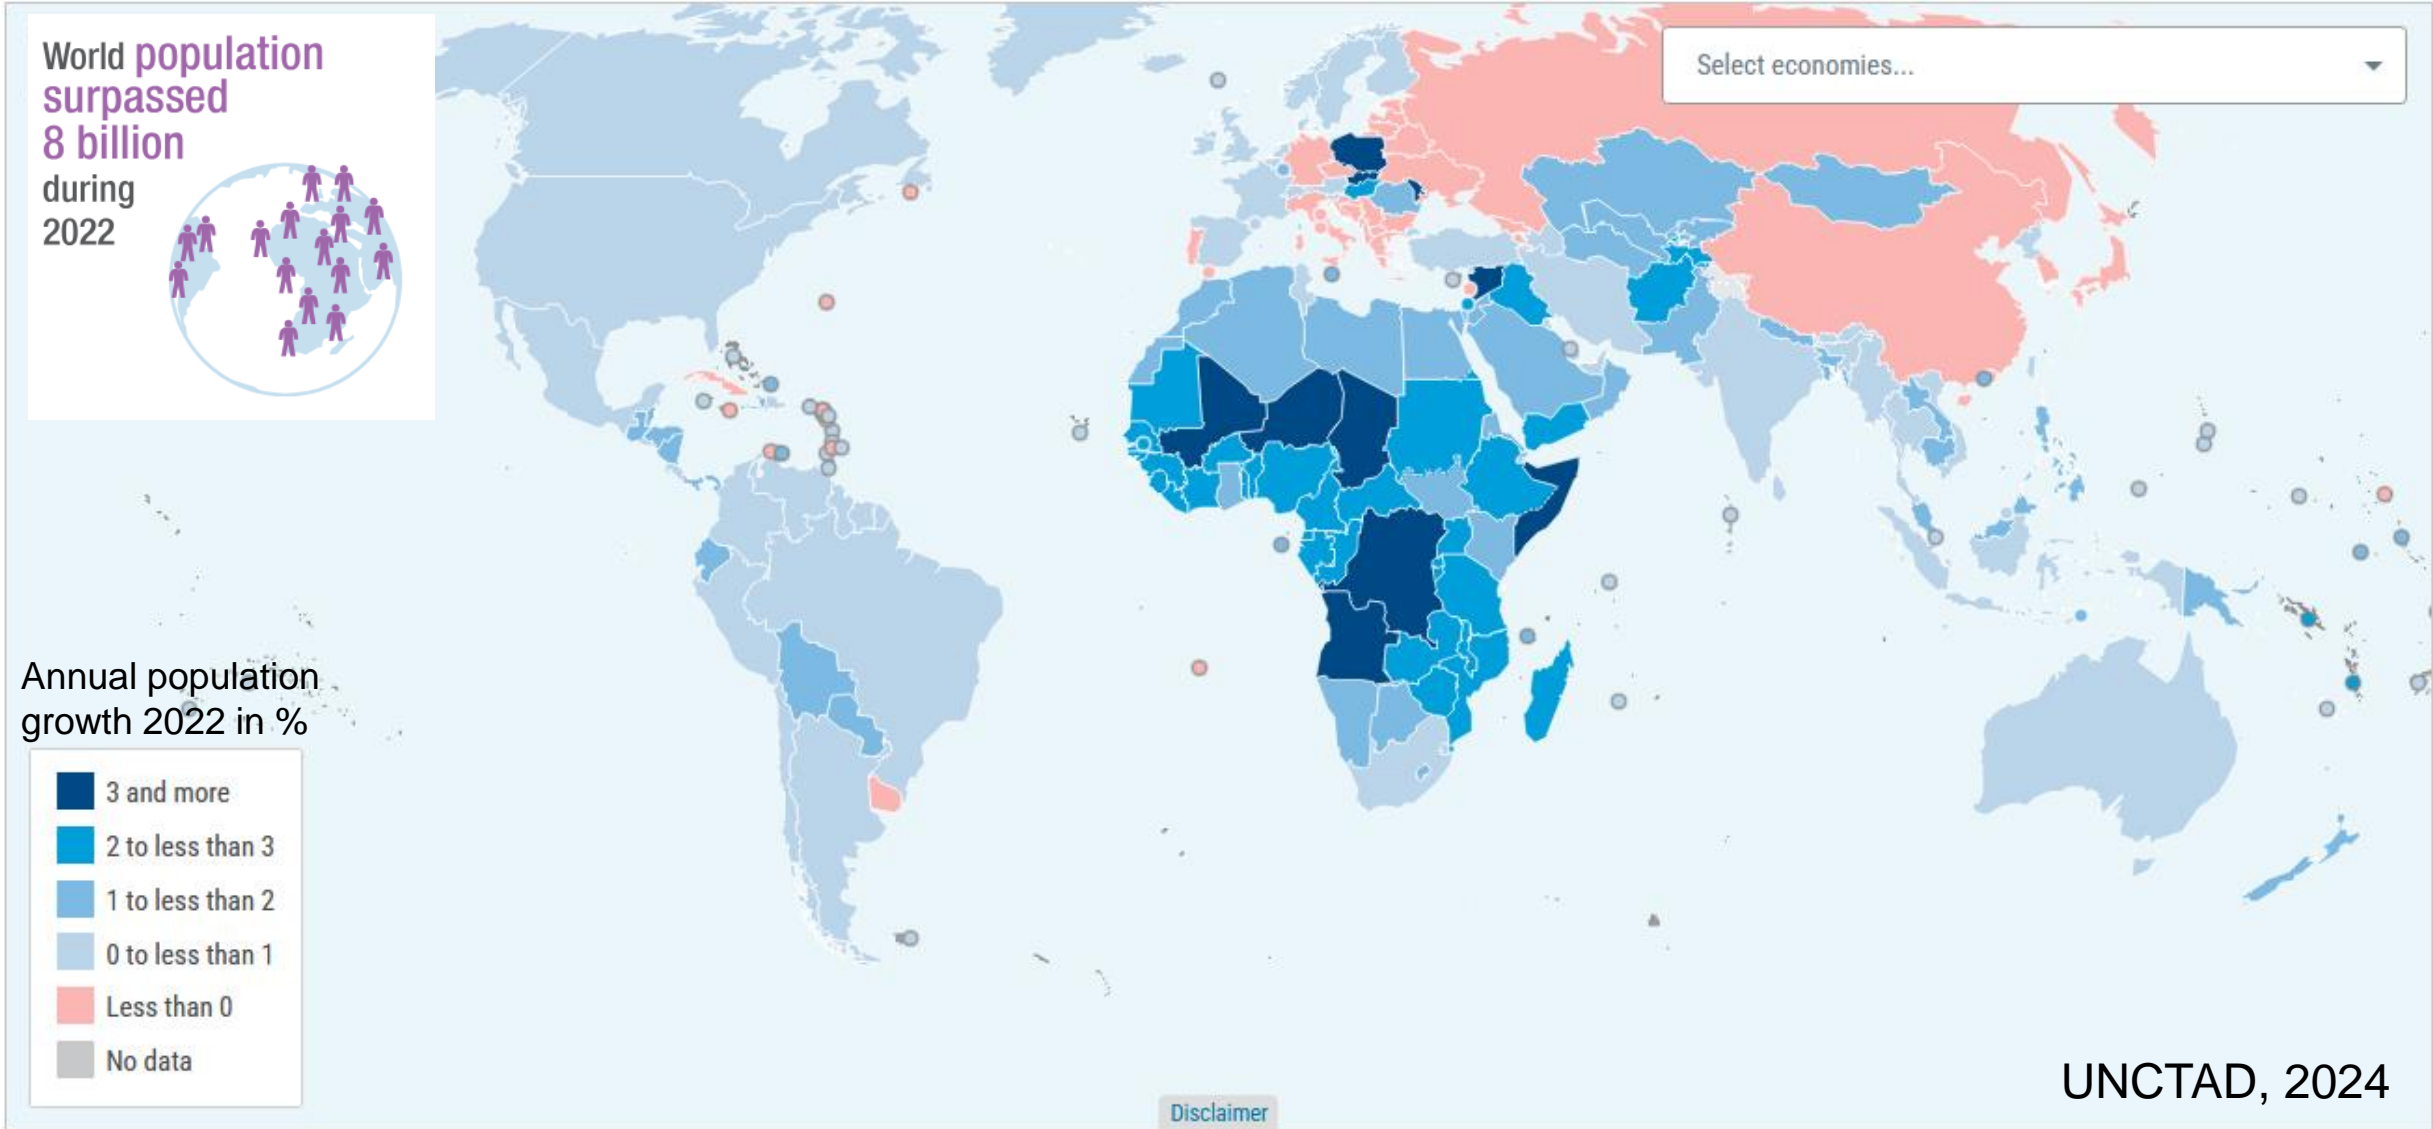 World population
surpassed
8 billion
during
2022
Select economies...
Annual population
growth 2022 in %
3 and more
2 to less than 3
1 to less than 2
0 to less than 1
Less than 0
No data
UNCTAD, 2024
Disclaimer